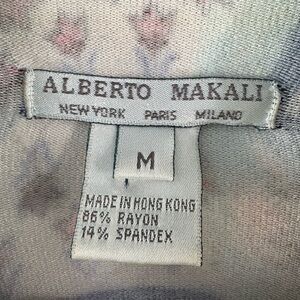 ALBERTO MAKALI
NEW YORK PARIS MILANO
M
MADE IN HONG KONG
86% RAYON
14% SPANDEX